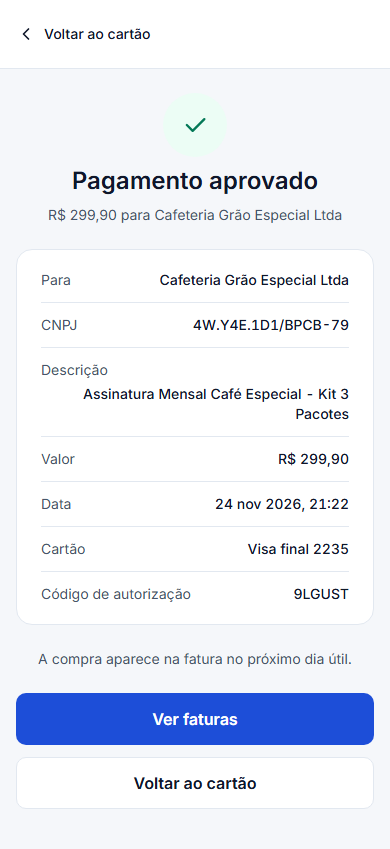 Voltar ao cartão
Pagamento aprovado
R$ 299,90 para Cafeteria Grão Especial Ltda
Para Cafeteria Grão Especial Ltda
CNPJ 4W.Y4E.1D1/BPCB-79
Descrição
Assinatura Mensal Café Especial - Kit 3
Pacotes
Valor R$ 299,90
Data 24 nov 2026, 21:22
Cartão Visa final 2235
Código de autorização 9LGUST
A compra aparece na fatura no próximo dia útil.
Ver faturas
Voltar ao cartão